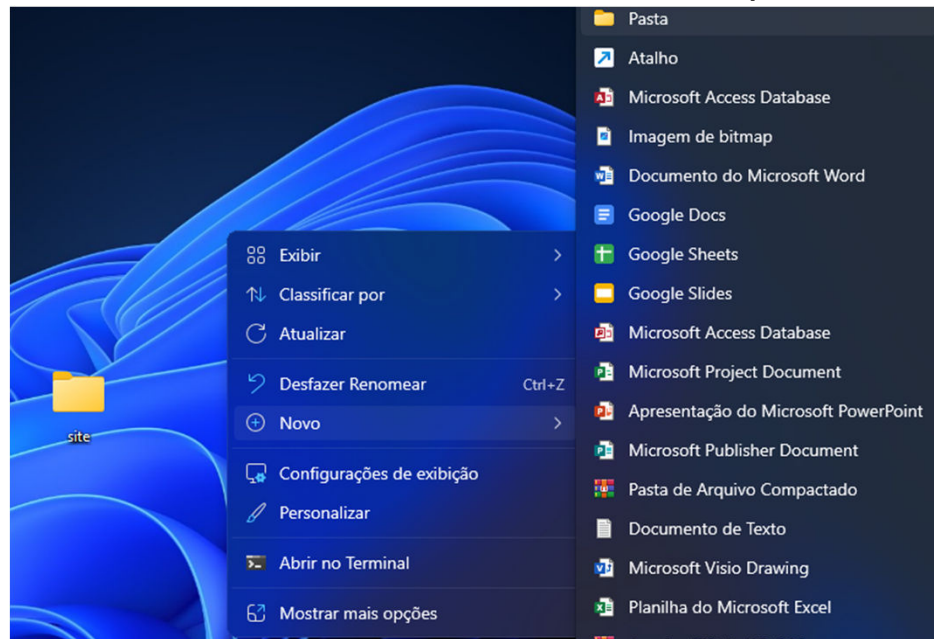 site
Exibir
Classificar por
Atualizar
Desfazer Renomear Ctrl+Z
Novo
Configurações de exibição
Personalizar
Abrir no Terminal
Mostrar mais opções
Pasta
Atalho
Microsoft Access Database
Imagem de bitmap
Documento do Microsoft Word
Google Docs
Google Sheets
Google Slides
Microsoft Access Database
Microsoft Project Document
Apresentação do Microsoft PowerPoint
Microsoft Publisher Document
Pasta de Arquivo Compactado
Documento de Texto
Microsoft Visio Drawing
Planilha do Microsoft Excel